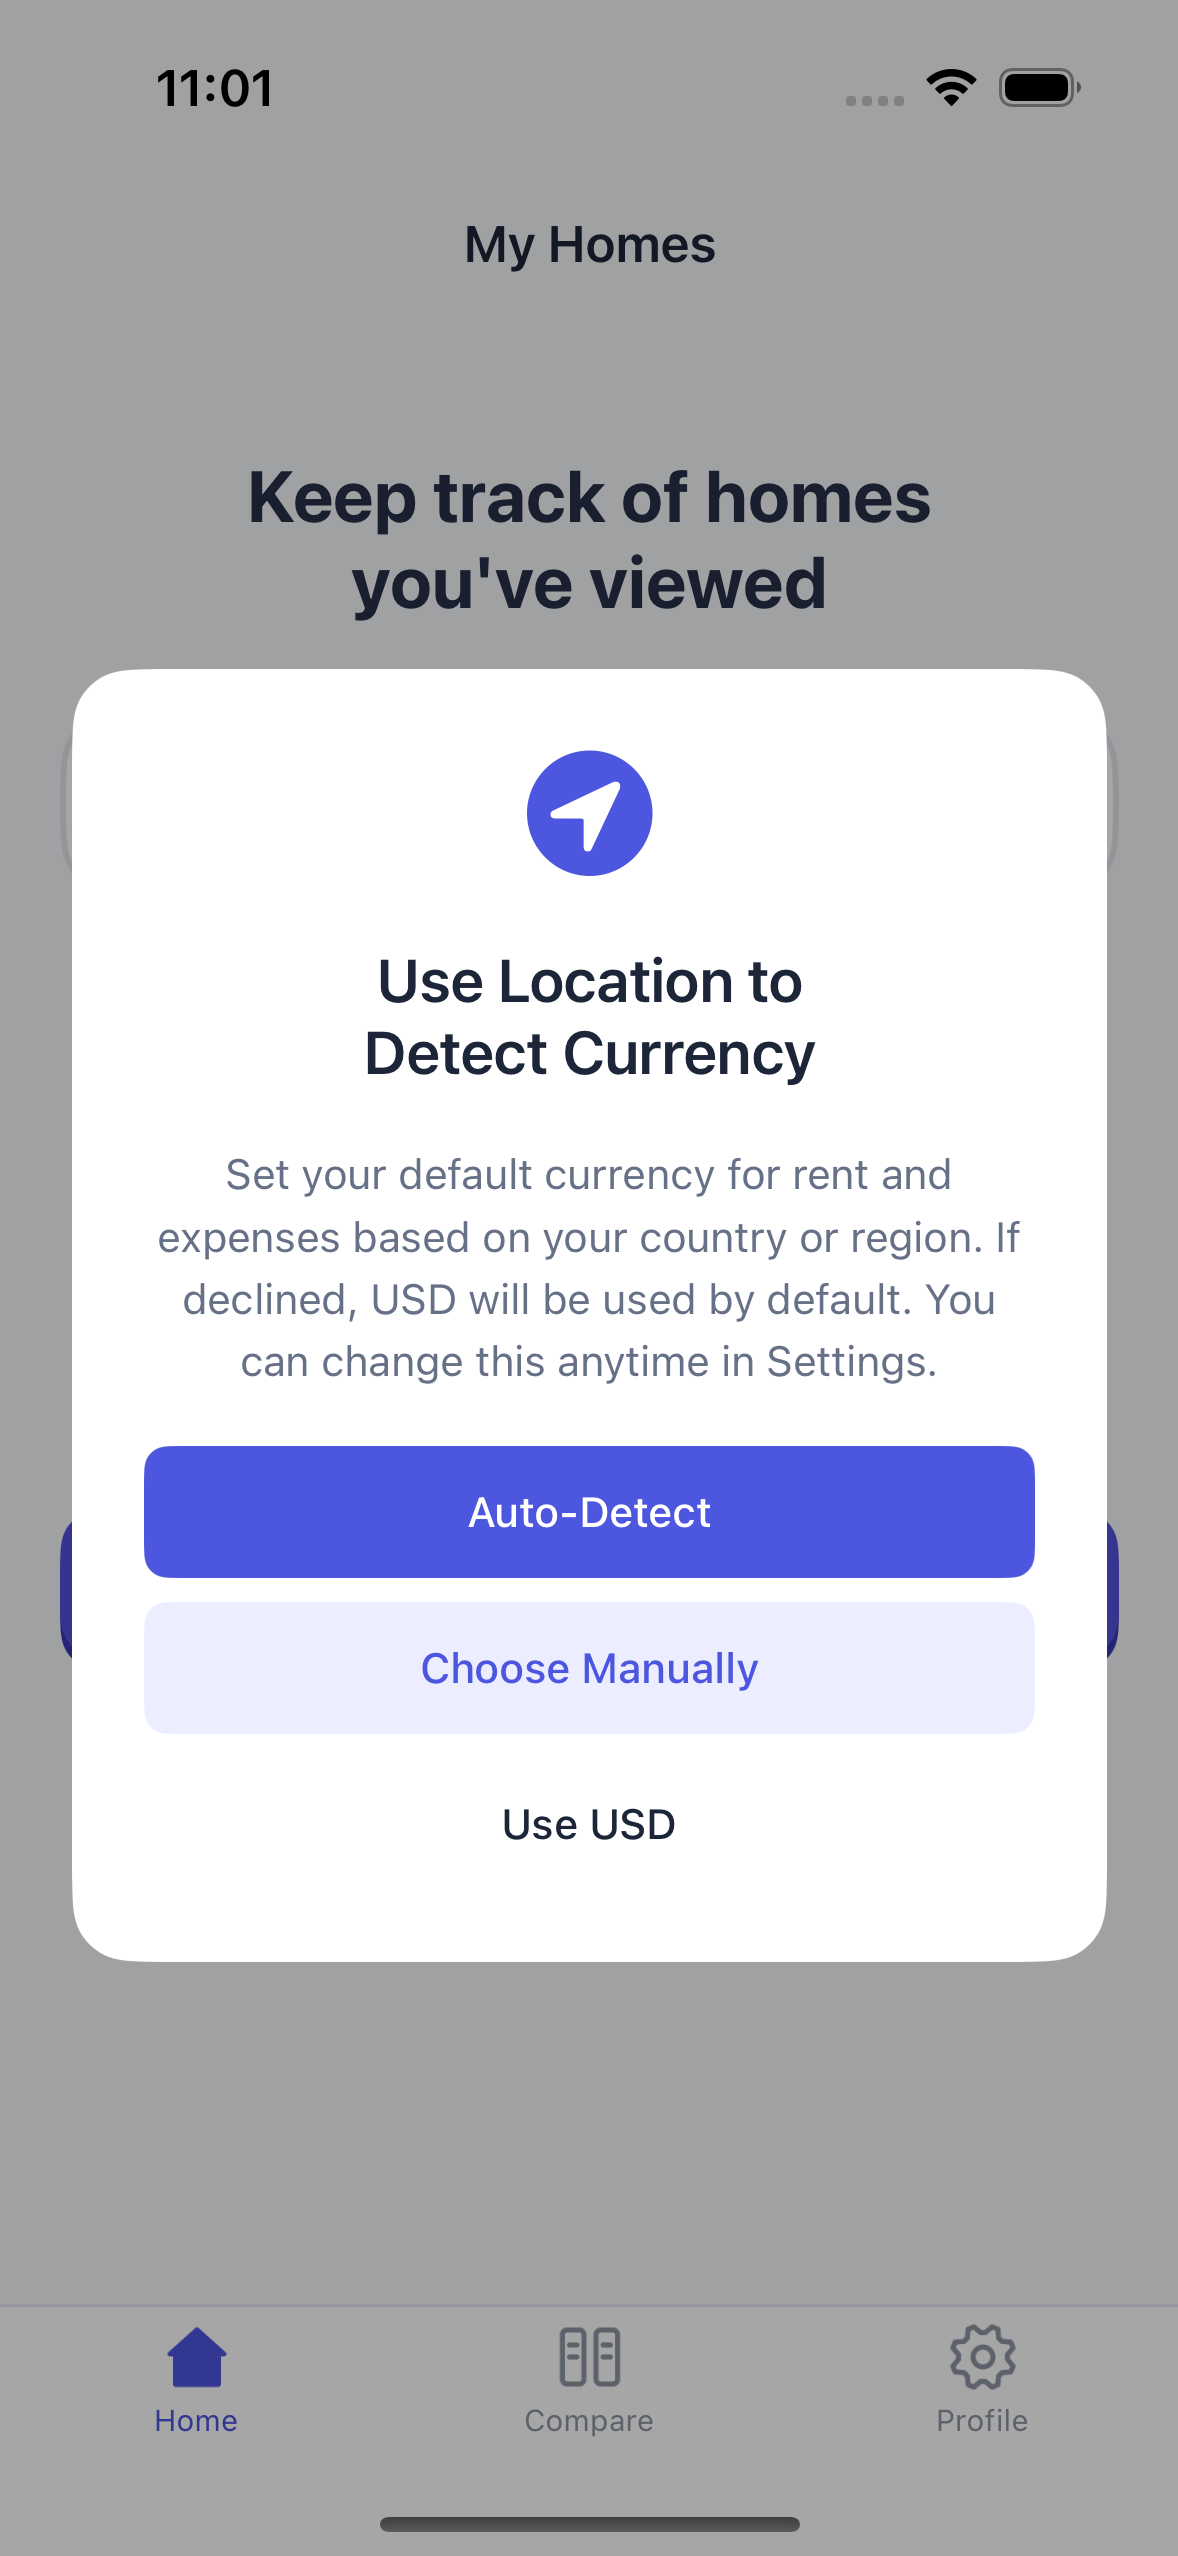 11:01
My Homes
Keep track of homes
you've viewed
Use Location to
Detect Currency
Set your default currency for rent and
expenses based on your country or region. If
declined, USD will be used by default. You
can change this anytime in Settings.
Auto-Detect
Choose Manually
Use USD
Home
Compare
Profile